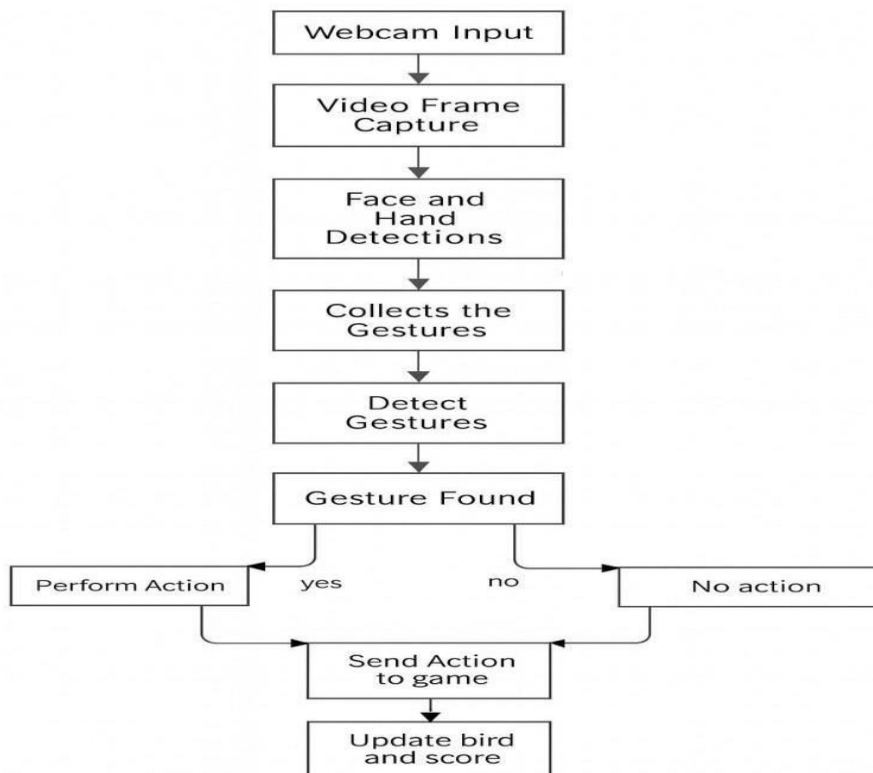 Webcam Input
Video Frame
Capture
Face and
Hand
Detections
Collects the
Gestures
Detect
Gestures
Gesture Found
Perform Action
yes
no
No action
Send Action
to game
Update bird
and score